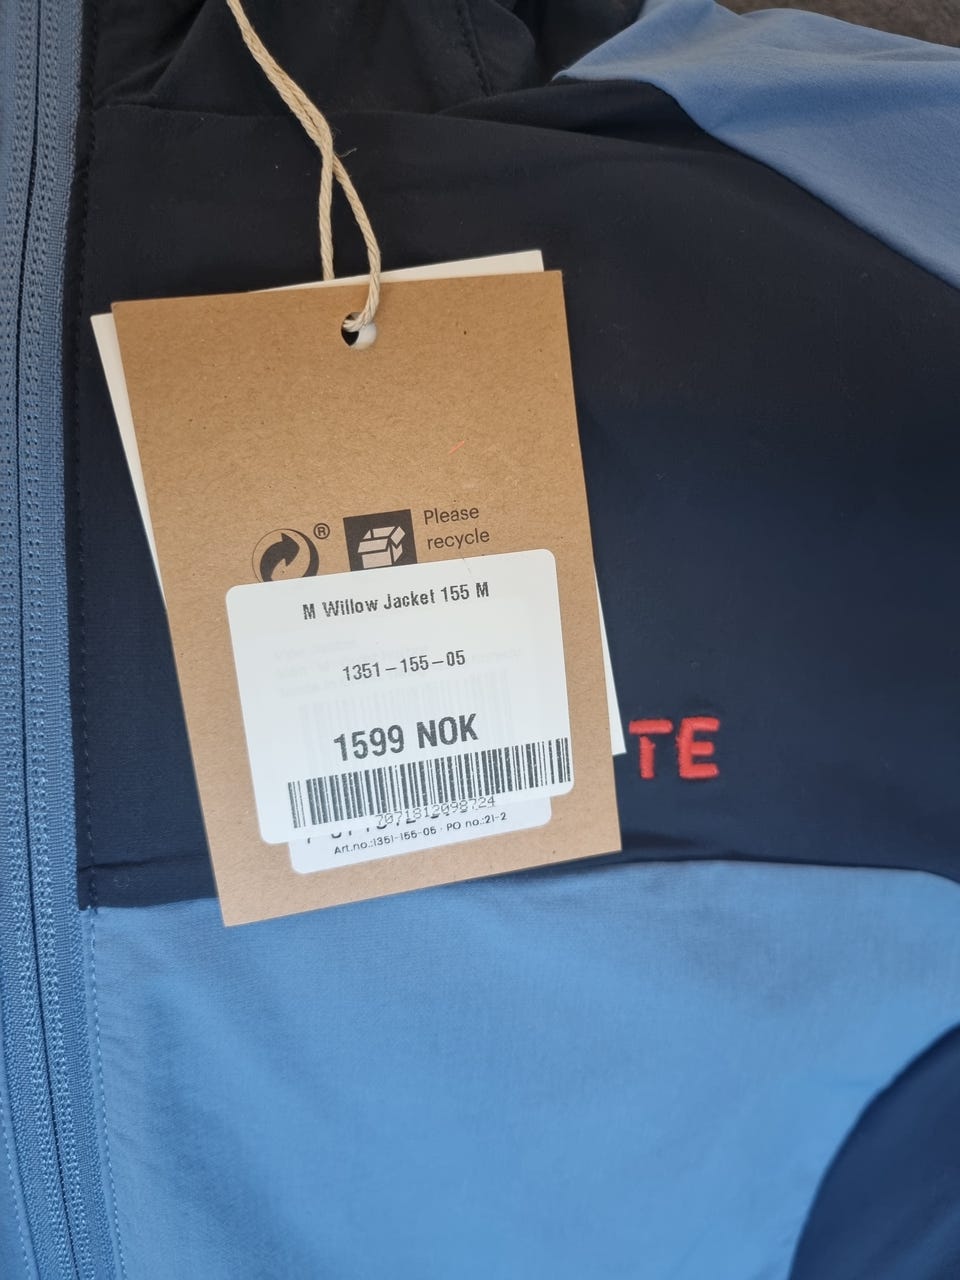 ®
Please
recycle
M Willow Jacket 155 M
1351-155-05
1599 NOK
7071812098724
Art.no.:1351-155-05 · PO no.:21-2
TE